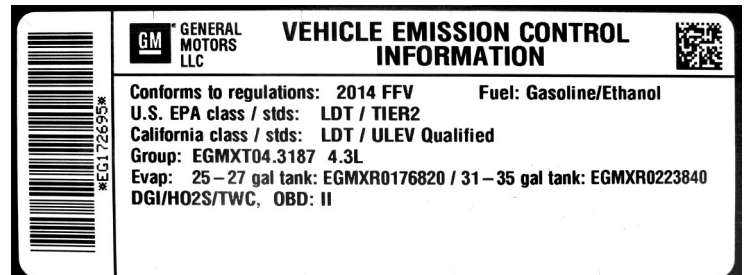 *EG172695*
GM
GENERAL
MOTORS
LLC
VEHICLE EMISSION CONTROL
INFORMATION
Conforms to regulations: 2014 FFV Fuel: Gasoline/Ethanol
U.S. EPA class / stds: LDT / TIER2
California class / stds: LDT / ULEV Qualified
Group: EGMXT04.3187 4.3L
Evap: 25–27 gal tank: EGMXR0176820 / 31–35 gal tank: EGMXR0223840
DGI/HO2S/TWC, OBD: II